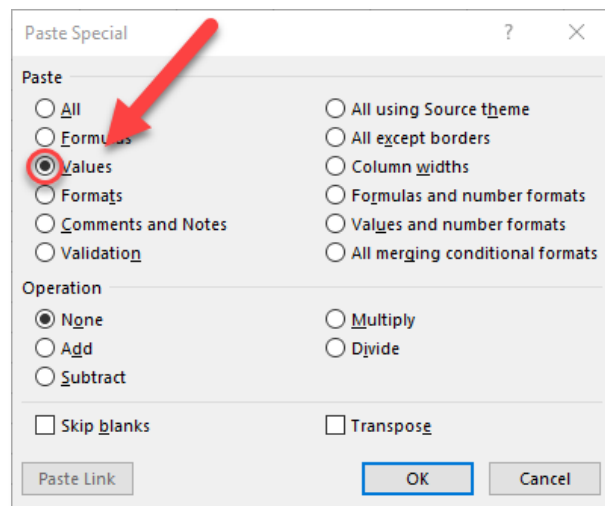 Paste Special ?
Paste
All
Formulas
Values
Formats
Comments and Notes
Validation
All using Source theme
All except borders
Column widths
Formulas and number formats
Values and number formats
All merging conditional formats
Operation
None
Add
Subtract
Multiply
Divide
Skip blanks
Transpose
Paste Link
OK
Cancel